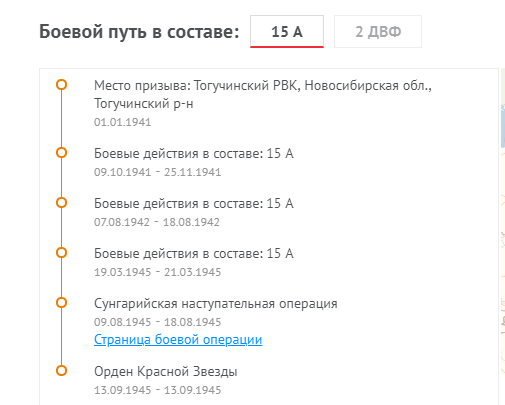 Боевой путь в составе: 15 А 2 ДВФ
Место призыва: Тогучинский РВК, Новосибирская обл.,
Тогучинский р-н
01.01.1941
Боевые действия в составе: 15 А
09.10.1941 - 25.11.1941
Боевые действия в составе: 15 А
07.08.1942 - 18.08.1942
Боевые действия в составе: 15 А
19.03.1945 - 21.03.1945
Сунгарийская наступательная операция
09.08.1945 - 18.08.1945
Страница боевой операции
Орден Красной Звезды
13.09.1945 - 13.09.1945